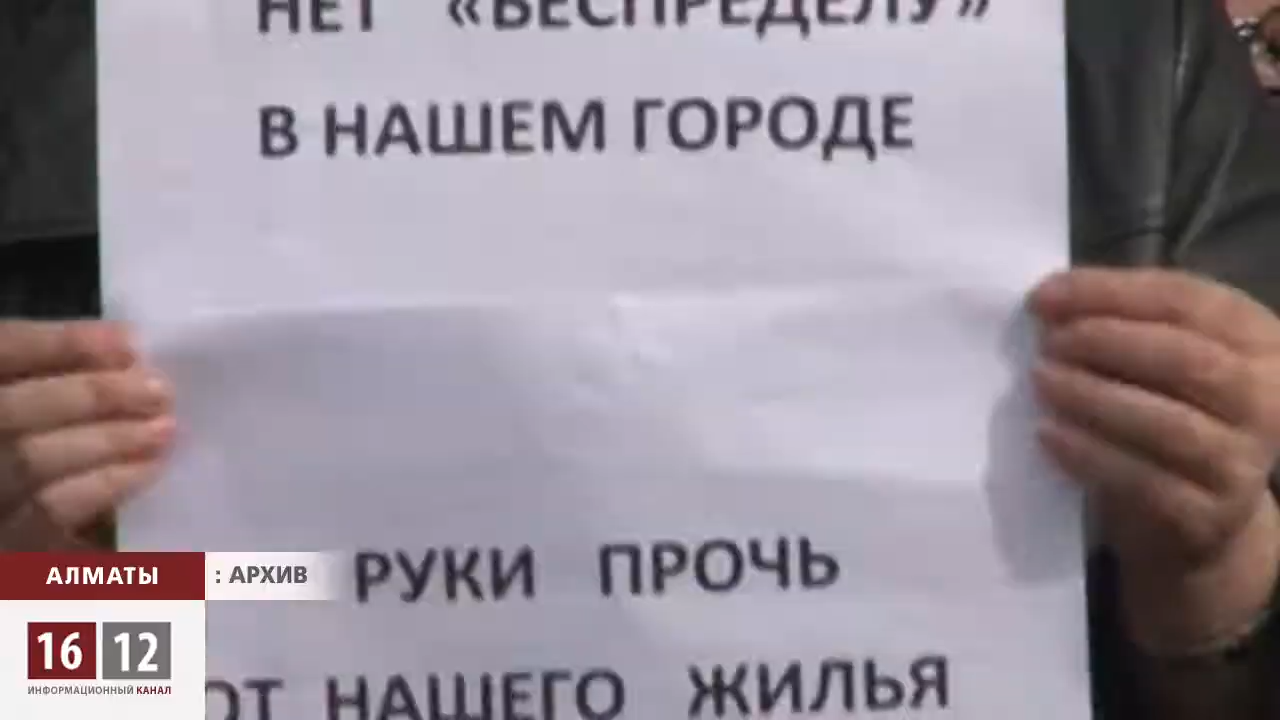 НЕТ «БЕСПРЕДЕЛУ»
В НАШЕМ ГОРОДЕ
РУКИ ПРОЧЬ
ОТ НАШЕГО ЖИЛЬЯ
АЛМАТЫ : АРХИВ
16 12
ИНФОРМАЦИОННЫЙ КАНАЛ